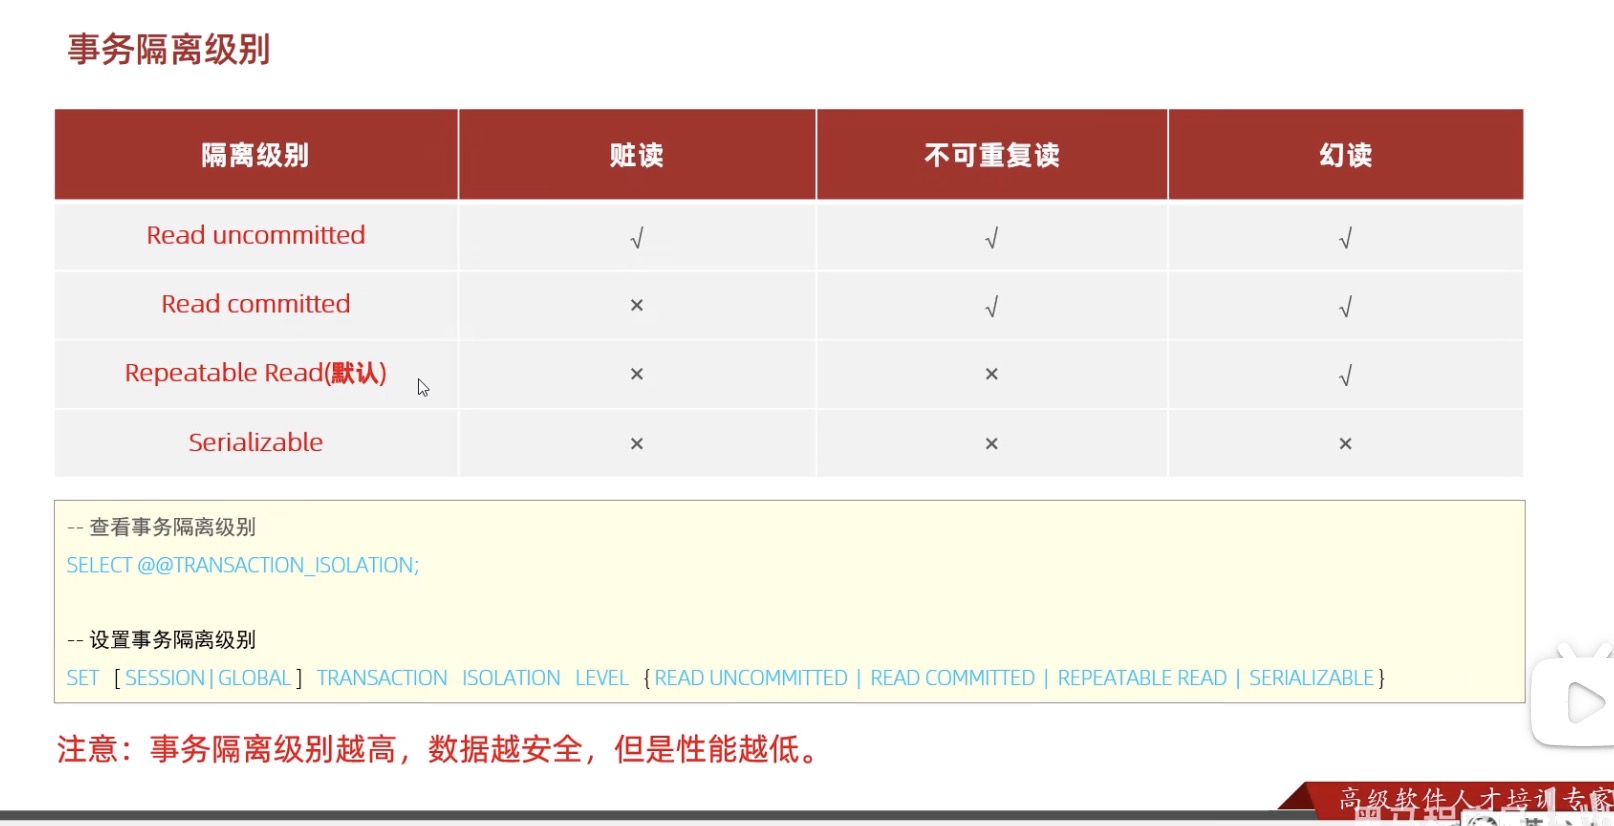 事务隔离级别
隔离级别 脏读 不可重复读 幻读
Read uncommitted √ √ √
Read committed × √ √
Repeatable Read(默认) × × √
Serializable × × ×
-- 查看事务隔离级别
SELECT @@TRANSACTION_ISOLATION;
-- 设置事务隔离级别
SET [ SESSION | GLOBAL ] TRANSACTION ISOLATION LEVEL { READ UNCOMMITTED | READ COMMITTED | REPEATABLE READ | SERIALIZABLE }
注意：事务隔离级别越高，数据越安全，但是性能越低。
高级软件人才培训专家